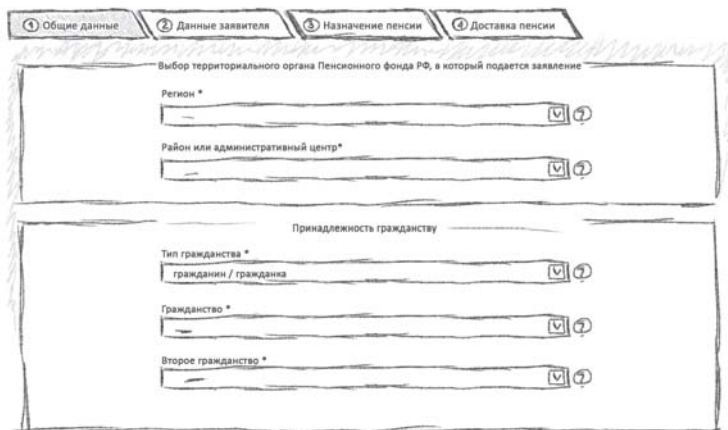 1 Общие данные
2 Данные заявителя
3 Назначение пенсии
4 Доставка пенсии
Выбор территориального органа Пенсионного фонда РФ, в который подается заявление
Регион *
—
V ?
Район или административный центр*
—
V ?
Принадлежность гражданству
Тип гражданства *
гражданин / гражданка
V ?
Гражданство *
—
V ?
Второе гражданство *
—
V ?